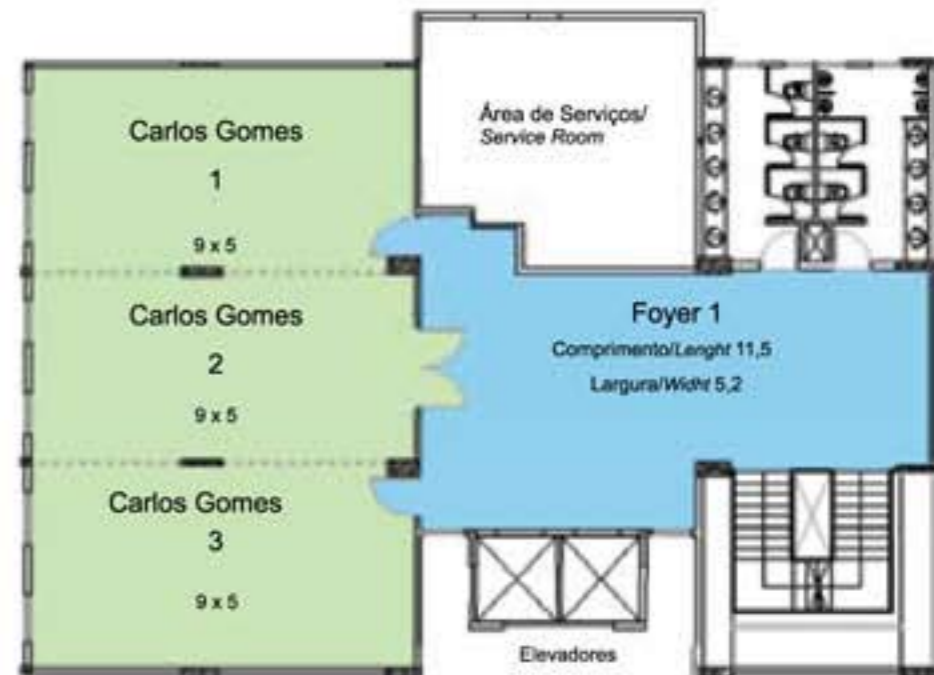 Carlos Gomes
1
9 x 5
Área de Serviços/
Service Room
Carlos Gomes
2
9 x 5
Foyer 1
Comprimento/Lenght 11,5
Largura/Widht 5,2
Carlos Gomes
3
9 x 5
Elevadores